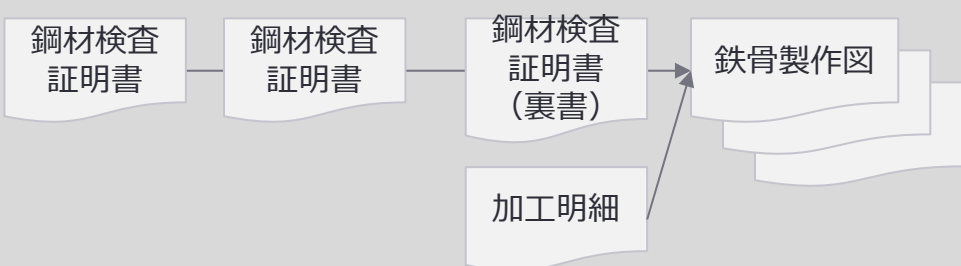 鋼材検査
証明書
鋼材検査
証明書
鋼材検査
証明書
（裏書）
鉄骨製作図
加工明細